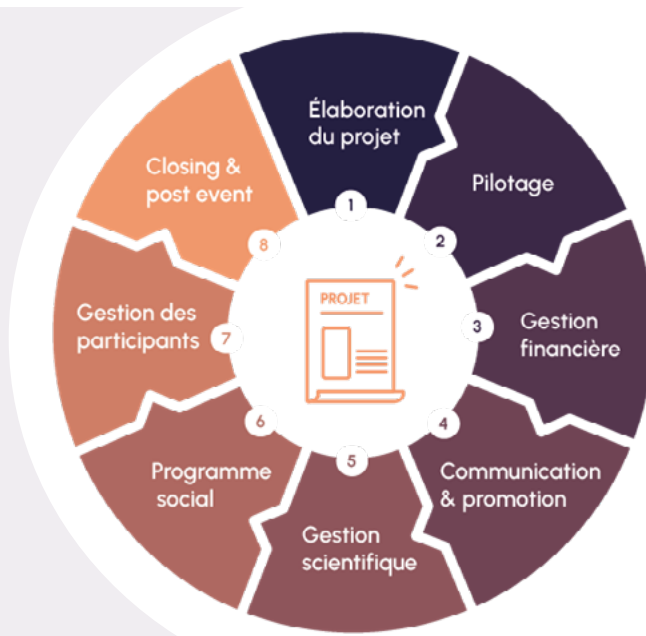 Élaboration
du projet
1
Pilotage
2
Gestion
financière
3
Communication
& promotion
4
Gestion
scientifique
5
Programme
social
6
Gestion des
participants
7
Closing &
post event
8
PROJET